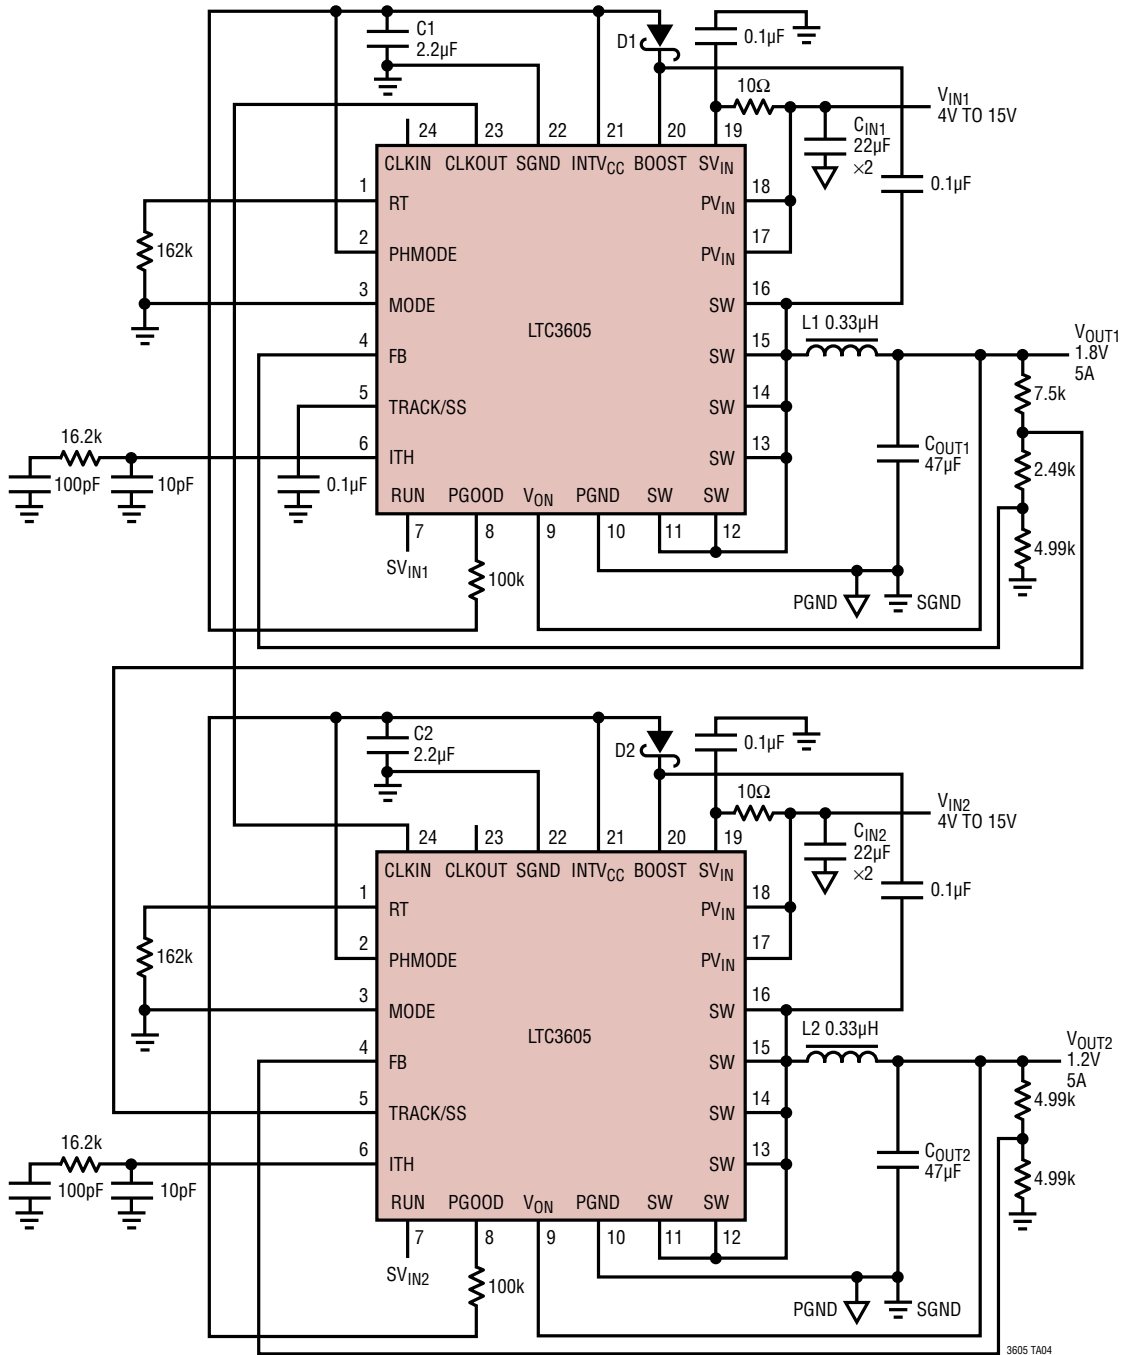 C1
2.2µF
D1
0.1µF
10Ω
VIN1
4V TO 15V
CIN1
22µF
×2
0.1µF
24 23 22 21 20 19
CLKIN CLKOUT SGND INTVCC BOOST SVIN
1 RT
18 PVIN
162k
2 PHMODE
17 PVIN
3 MODE
16 SW
LTC3605
L1 0.33µH
4 FB
15 SW
VOUT1
1.8V
5A
7.5k
5 TRACK/SS
14 SW
16.2k
6 ITH
13 SW
COUT1
47µF
2.49k
100pF
10pF
0.1µF
RUN PGOOD VON PGND SW SW
7 8 9 10 11 12
4.99k
SVIN1
100k
PGND
SGND
C2
2.2µF
D2
0.1µF
10Ω
VIN2
4V TO 15V
CIN2
22µF
×2
0.1µF
24 23 22 21 20 19
CLKIN CLKOUT SGND INTVCC BOOST SVIN
1 RT
18 PVIN
162k
2 PHMODE
17 PVIN
3 MODE
16 SW
LTC3605
L2 0.33µH
4 FB
15 SW
VOUT2
1.2V
5A
4.99k
5 TRACK/SS
14 SW
16.2k
6 ITH
13 SW
COUT2
47µF
4.99k
100pF
10pF
RUN PGOOD VON PGND SW SW
7 8 9 10 11 12
SVIN2
100k
PGND
SGND
3605 TA04